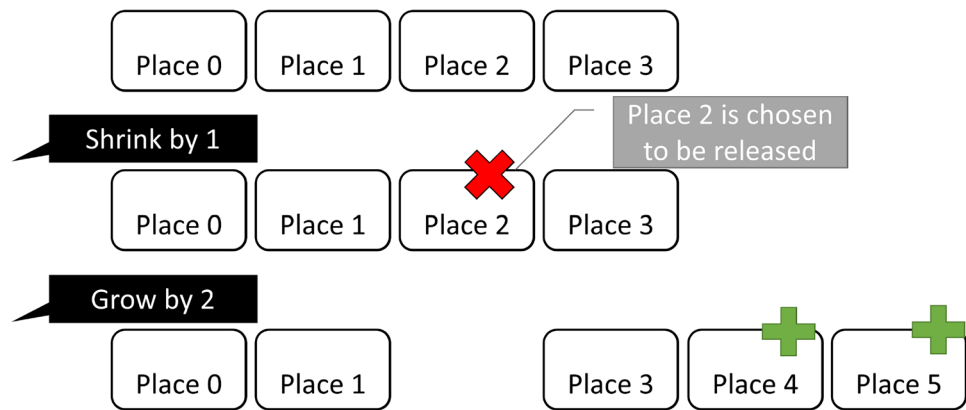 Place 0 Place 1 Place 2 Place 3
Shrink by 1
Place 2 is chosen
to be released
Place 0 Place 1 Place 2 Place 3
Grow by 2
Place 0 Place 1 Place 3 Place 4 Place 5